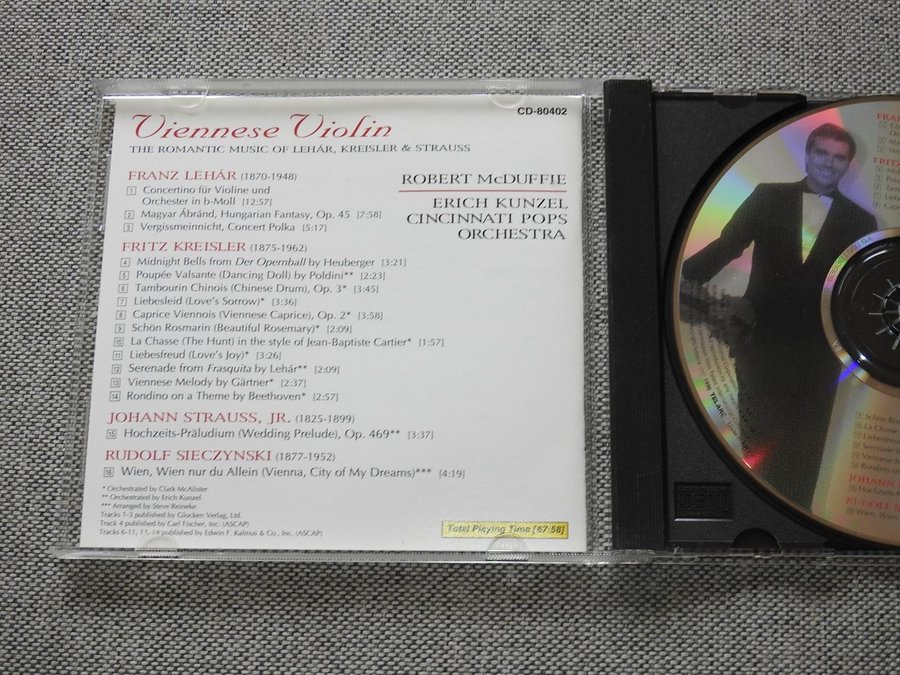 CD-80402
Viennese Violin
THE ROMANTIC MUSIC OF LEHÁR, KREISLER & STRAUSS
FRANZ LEHÁR (1870-1948)
1 Concertino für Violine und
Orchester in b-Moll [12:57]
2 Magyar Ábránd, Hungarian Fantasy, Op. 45 [7:58]
3 Vergissmeinnicht, Concert Polka [5:17]
ROBERT McDUFFIE
ERICH KUNZEL
CINCINNATI POPS
ORCHESTRA
FRITZ KREISLER (1875-1962)
4 Midnight Bells from Der Opernball by Heuberger [3:21]
5 Poupée Valsante (Dancing Doll) by Poldini** [2:23]
6 Tambourin Chinois (Chinese Drum), Op. 3* [3:45]
7 Liebesleid (Love's Sorrow)* [3:36]
8 Caprice Viennois (Viennese Caprice), Op. 2* [3:58]
9 Schön Rosmarin (Beautiful Rosemary)* [2:09]
10 La Chasse (The Hunt) in the style of Jean-Baptiste Cartier* [1:57]
11 Liebesfreud (Love's Joy)* [3:26]
12 Serenade from Frasquita by Lehár** [2:09]
13 Viennese Melody by Gärtner* [2:37]
14 Rondino on a Theme by Beethoven* [2:57]
JOHANN STRAUSS, JR. (1825-1899)
15 Hochzeits-Präludium (Wedding Prelude), Op. 469** [3:37]
RUDOLF SIECZYNSKI (1877-1952)
16 Wien, Wien nur du Allein (Vienna, City of My Dreams)*** [4:19]
* Orchestrated by Clark McAlister
** Orchestrated by Erich Kunzel
*** Arranged by Steve Reineke
Tracks 1-3 published by Glocken Verlag, Ltd.
Track 4 published by Carl Fischer, Inc. (ASCAP)
Tracks 6-11, 13, 14 published by Edwin F. Kalmus & Co., Inc. (ASCAP)
Total Playing Time [57:58]
FRAN
FRITZ
TELARC
JOHANN
RUDOLF S